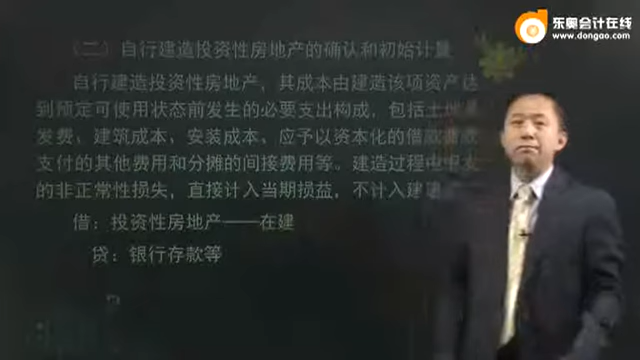 东奥会计在线
www.dongao.com
（二）自行建造投资性房地产的确认和初始计量
自行建造投资性房地产，其成本由建造该项资产达
到预定可使用状态前发生的必要支出构成，包括土地
发费、建筑成本、安装成本、应予以资本化的借款
支付的其他费用和分摊的间接费用等。建造过程中
的非正常性损失，直接计入当期损益，不计入建
借：投资性房地产——在建
贷：银行存款等